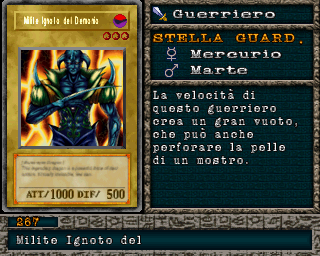 Milite Ignoto del Demonio
ATT/1000 DIF/ 500
Guerriero
STELLA GUARD.
Mercurio
Marte
La velocità di
questo guerriero
crea un gran vuoto,
che può anche
perforare la pelle
di un mostro.
267
Milite Ignoto del